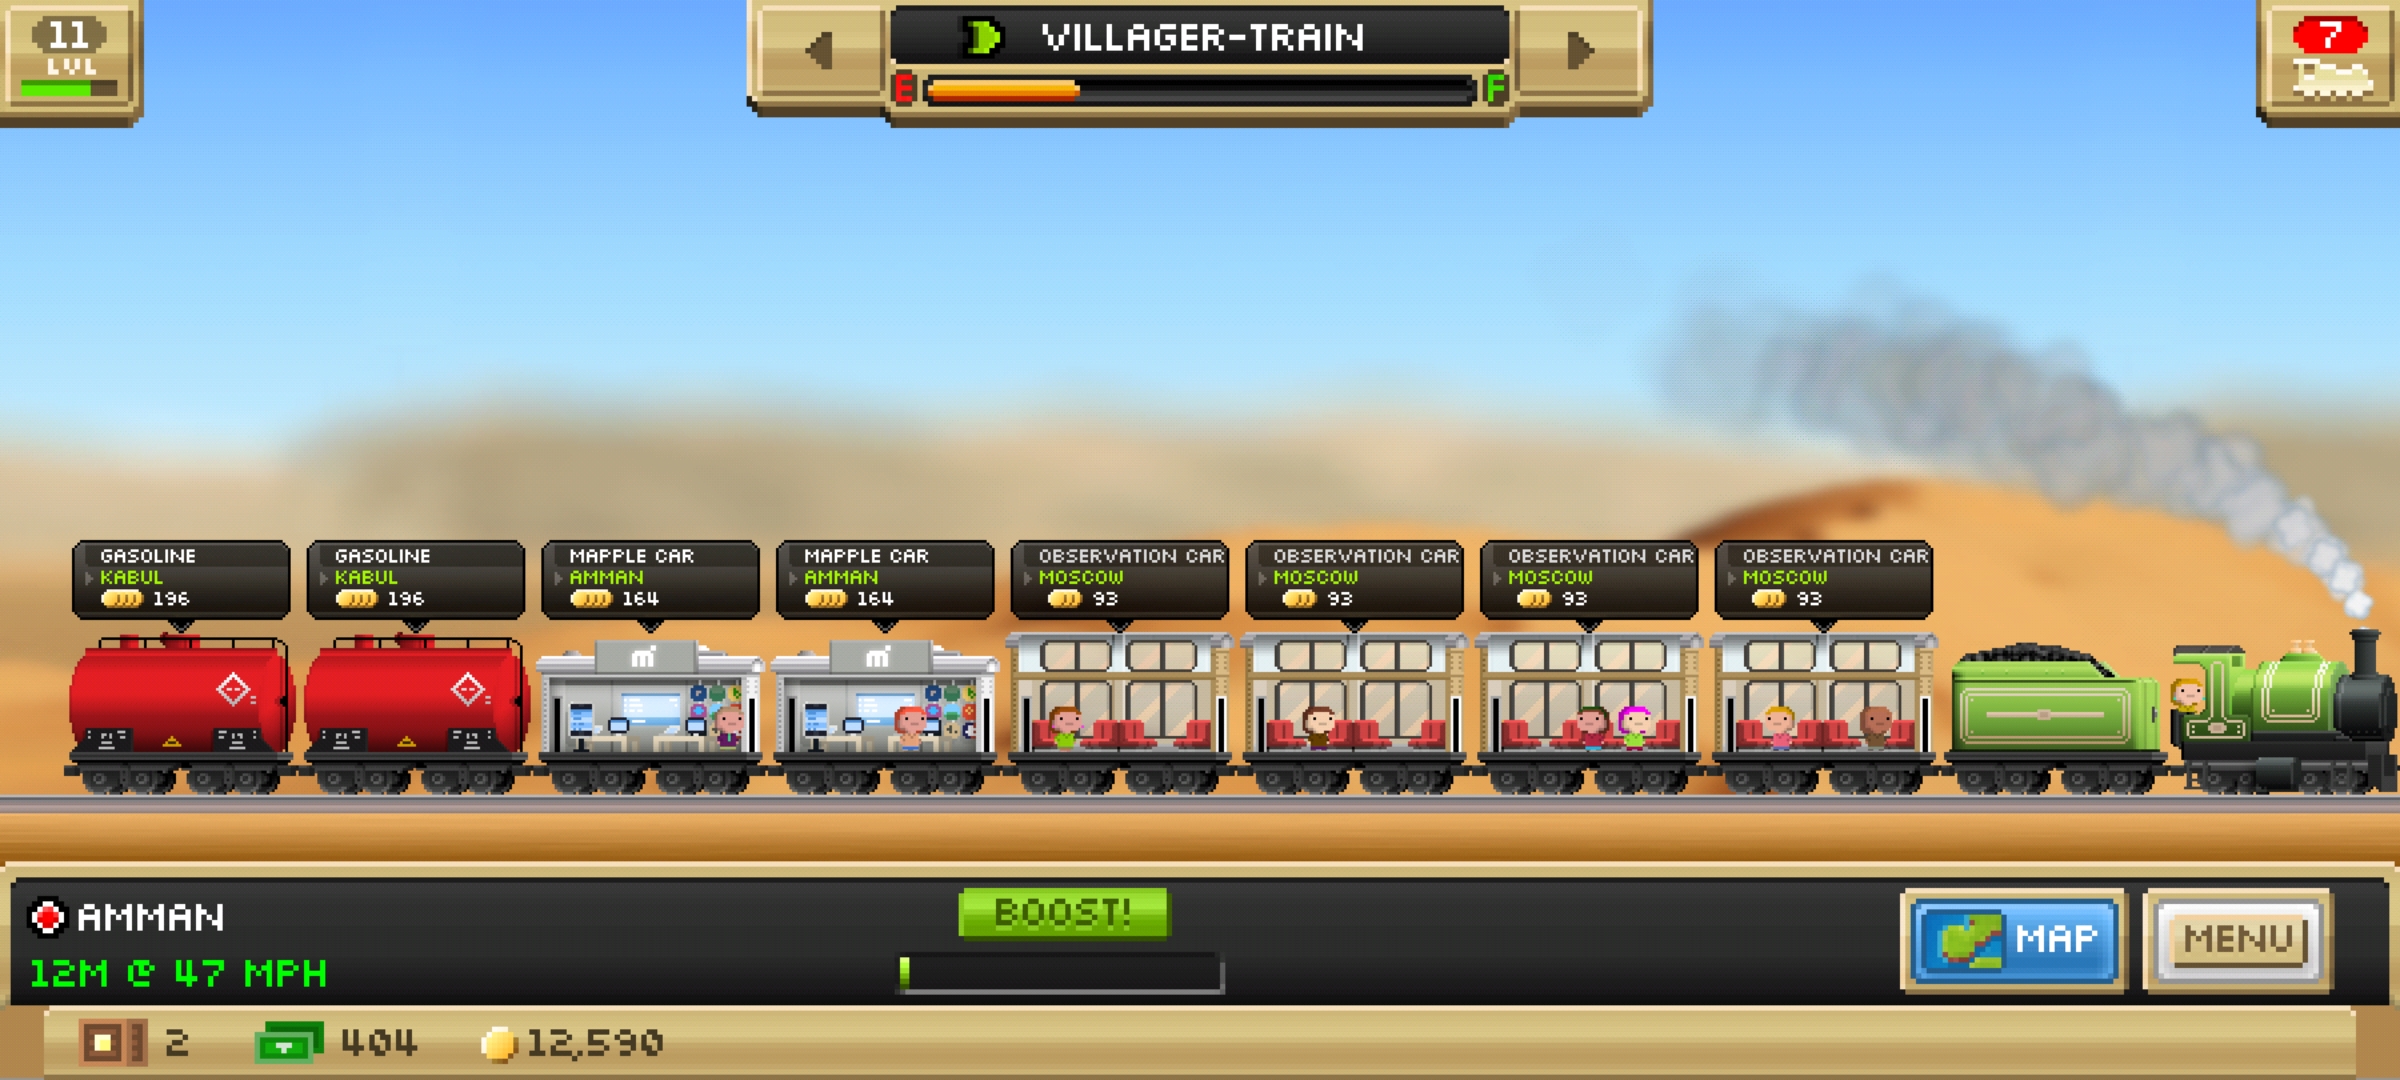 11
LVL
VILLAGER-TRAIN
E F
7
GASOLINE
KABUL
196
GASOLINE
KABUL
196
MAPPLE CAR
AMMAN
164
MAPPLE CAR
AMMAN
164
OBSERVATION CAR
MOSCOW
93
OBSERVATION CAR
MOSCOW
93
OBSERVATION CAR
MOSCOW
93
OBSERVATION CAR
MOSCOW
93
m
m
AMMAN
12M @ 47 MPH
BOOST!
MAP
MENU
2
404
12,590